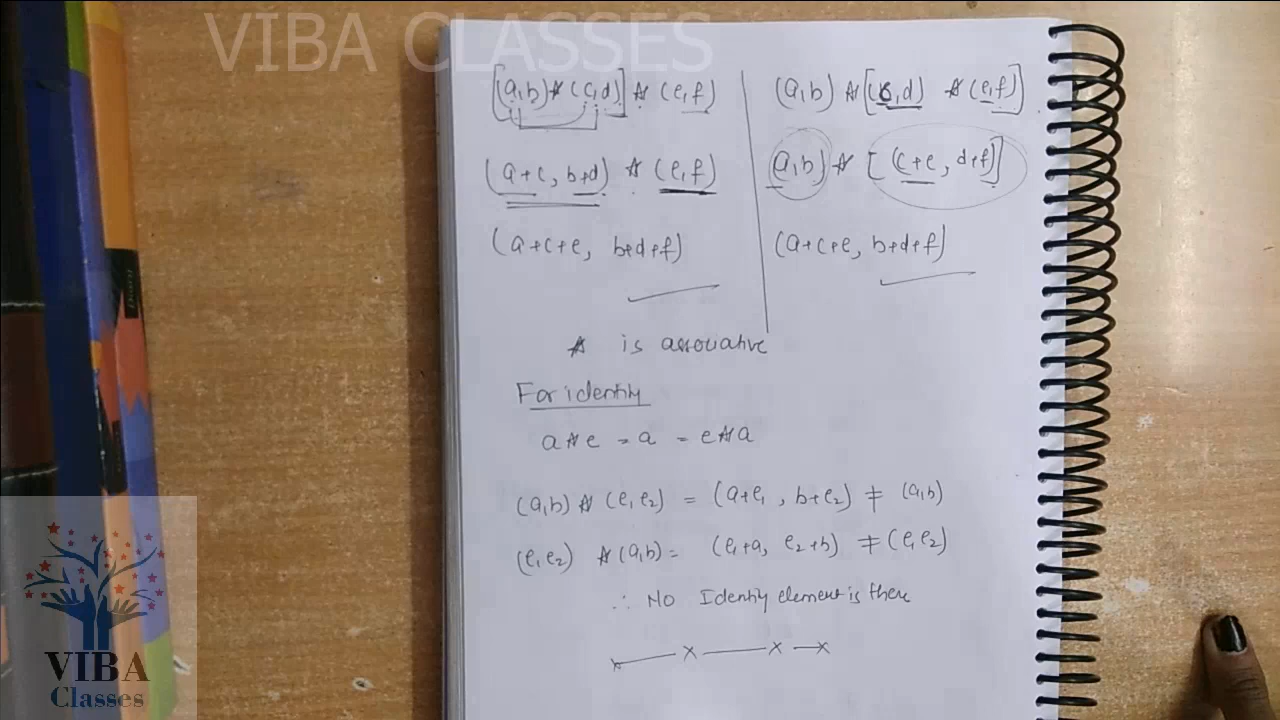 VIBA CLASSES
[(a,b) * (c,d)] * (e,f)
(a+c, b+d) * (e,f)
(a+c+e, b+d+f)
(a,b) * [(c,d) * (e,f)]
(a,b) * [(c+e, d+f)]
(a+c+e, b+d+f)
* is associative
For identity
a * e = a = e * a
(a,b) * (e₁ e₂) = (a+e₁, b+e₂) ≠ (a,b)
(e₁ e₂) * (a,b) = (e₁+a, e₂+b) ≠ (e₁ e₂)
∴ NO Identity element is there
x — x — x — x
VIBA
Classes